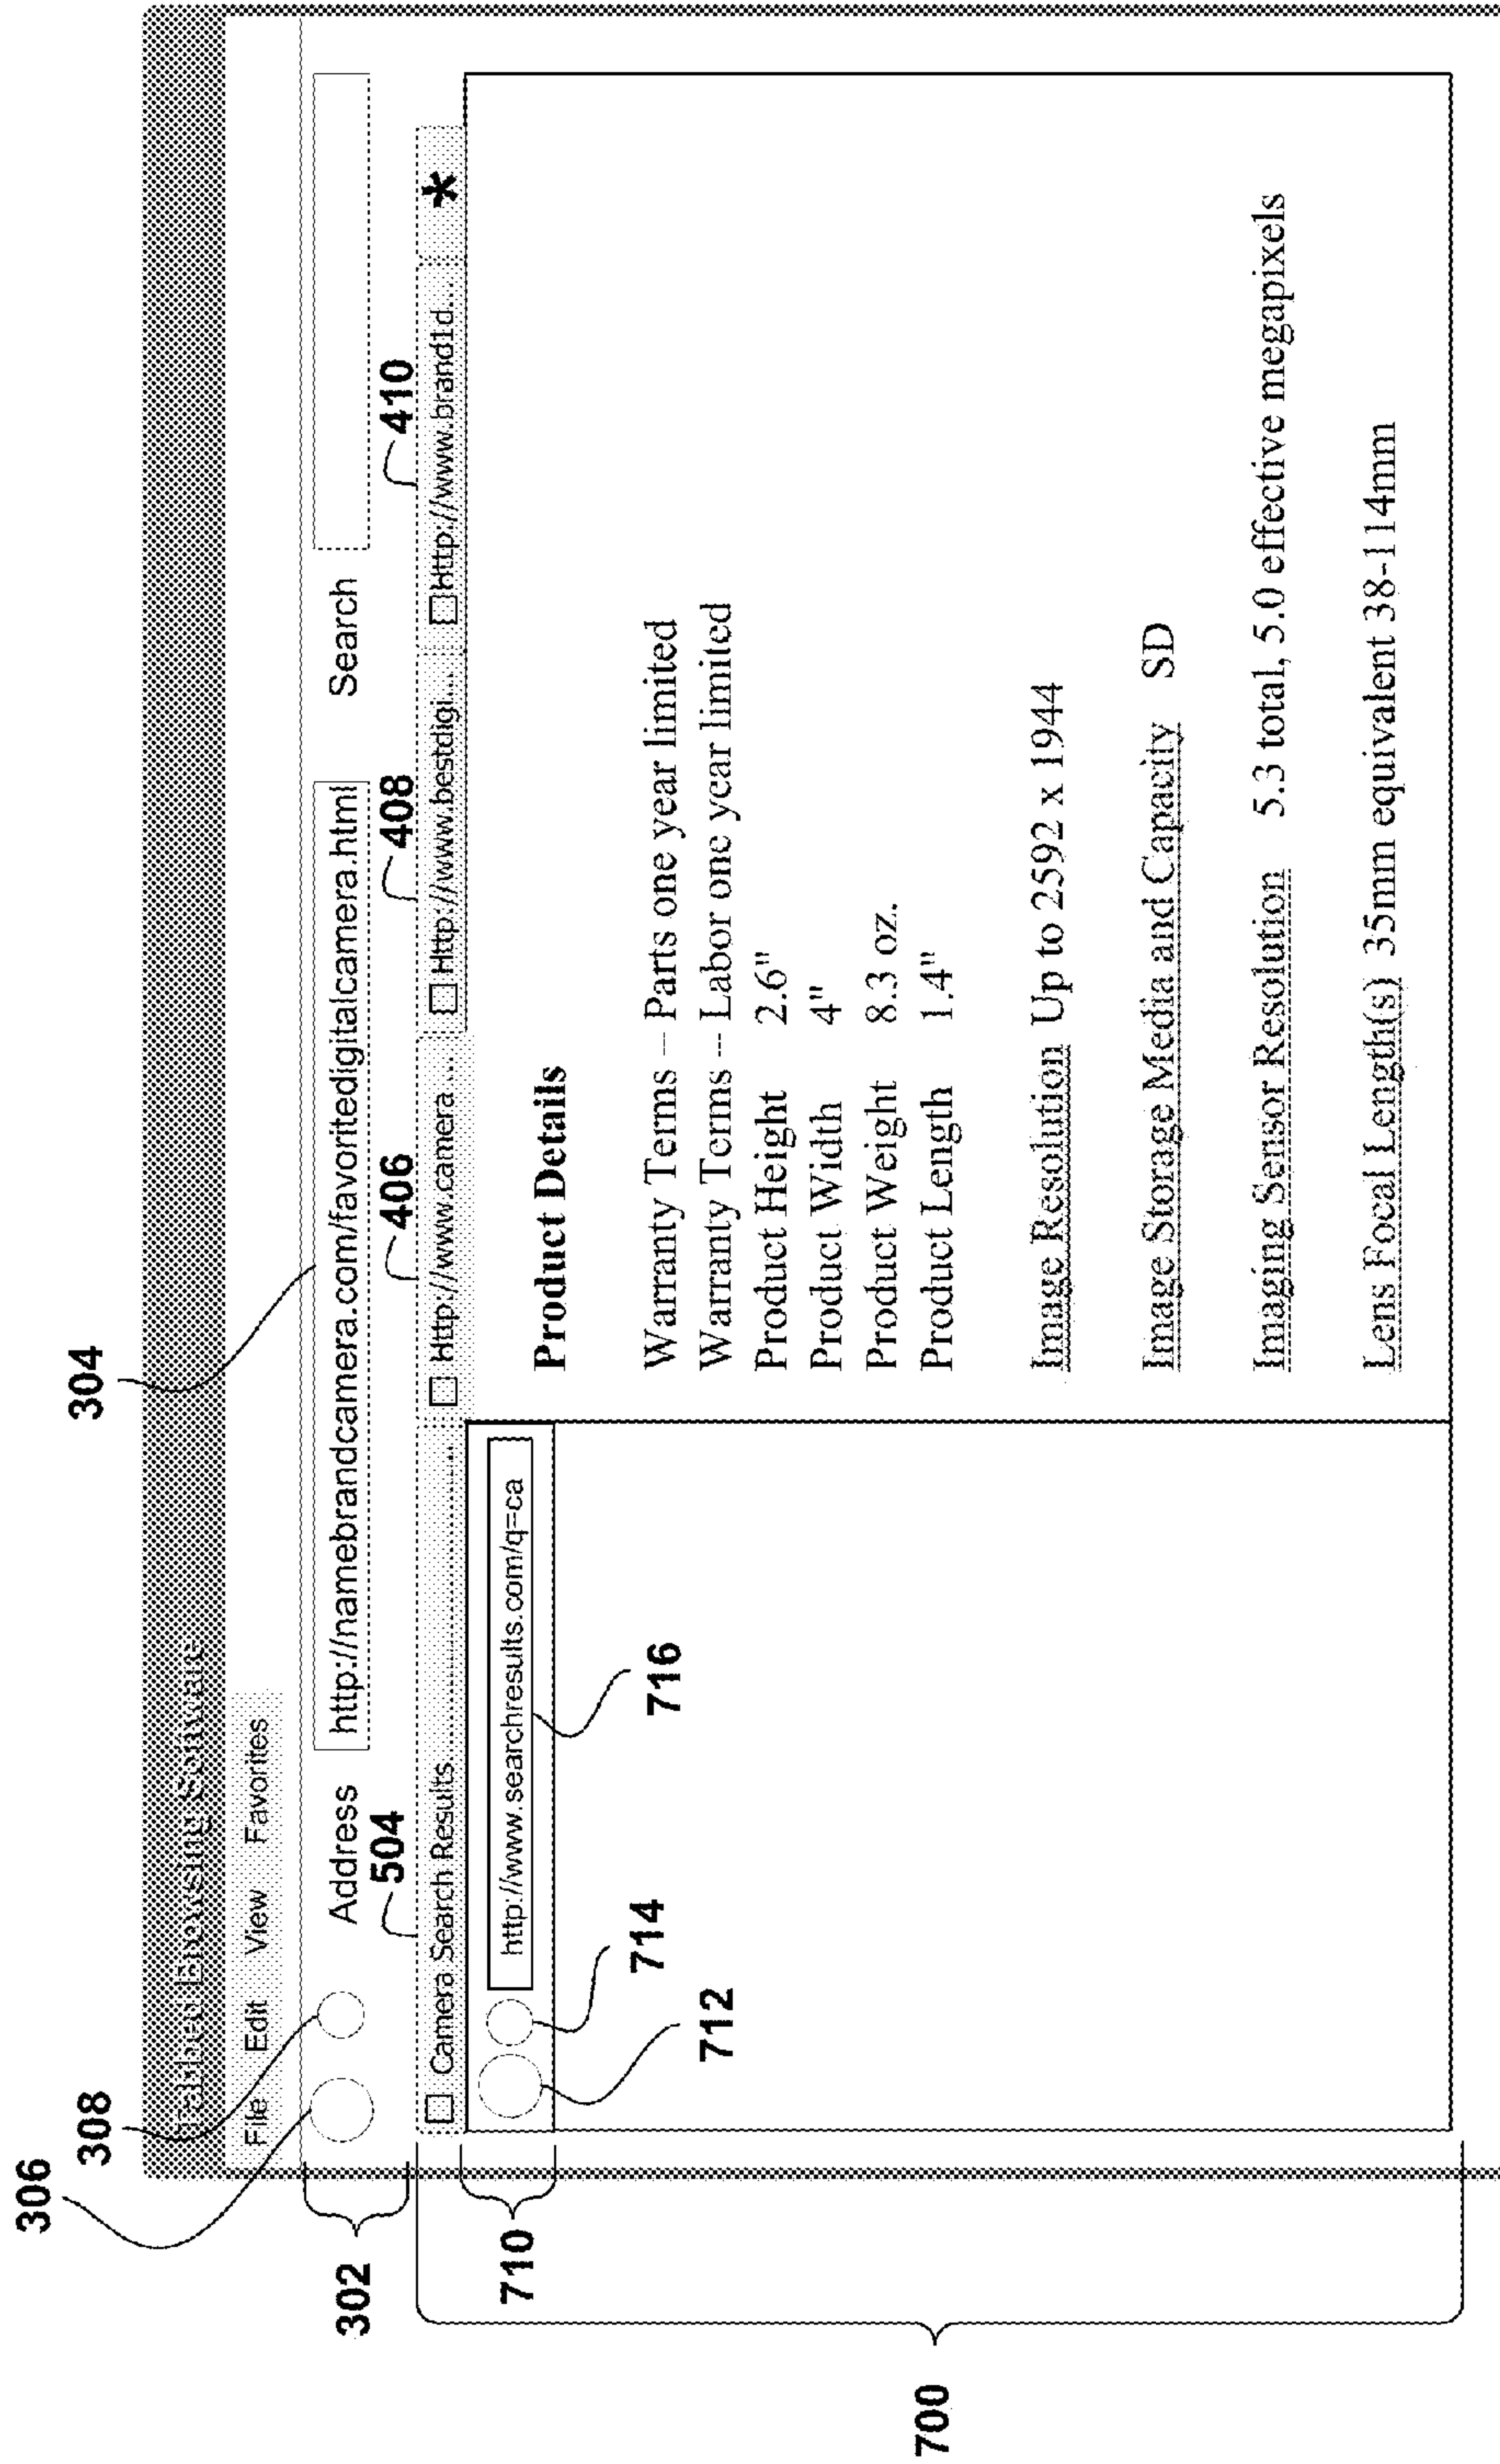 304
306
308
Tabbed Browsing Software
File Edit View Favorites
302
Address http://namebrandcamera.com/favoritedigitalcamera.html Search
504 406 408 410
Camera Search Results... Http://www.camera... Http://www.bestdigi... Http://www.brand1d... *
710
http://www.searchresults.com/q=ca
714
712
716
700
Product Details
Warranty Terms -- Parts one year limited
Warranty Terms -- Labor one year limited
Product Height 2.6"
Product Width 4"
Product Weight 8.3 oz.
Product Length 1.4"
Image Resolution Up to 2592 x 1944
Image Storage Media and Capacity SD
Imaging Sensor Resolution 5.3 total, 5.0 effective megapixels
Lens Focal Length(s) 35mm equivalent 38-114mm